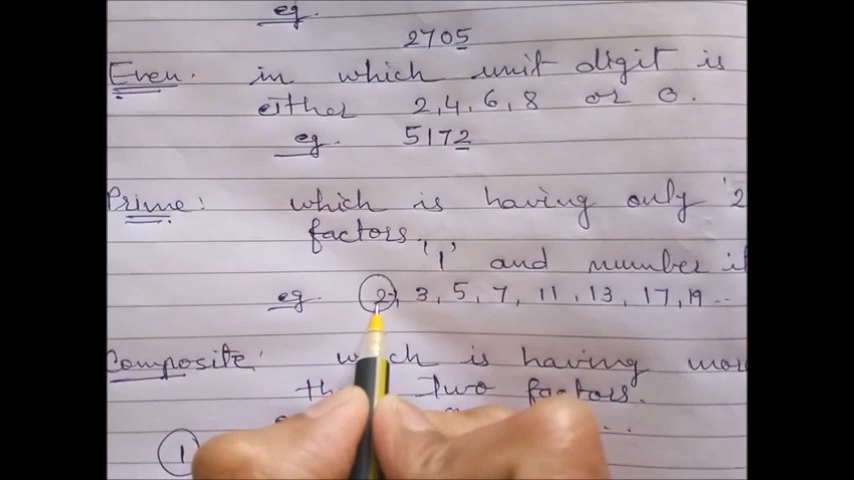 eg.
2705
Even. in which unit digit is
either 2, 4, 6, 8 or 0.
eg. 5172
Prime: which is having only '2
factors.
'1' and number it
eg. 2, 3, 5, 7, 11, 13, 17, 19 ..
Composite: which is having mor
Two factors.
1